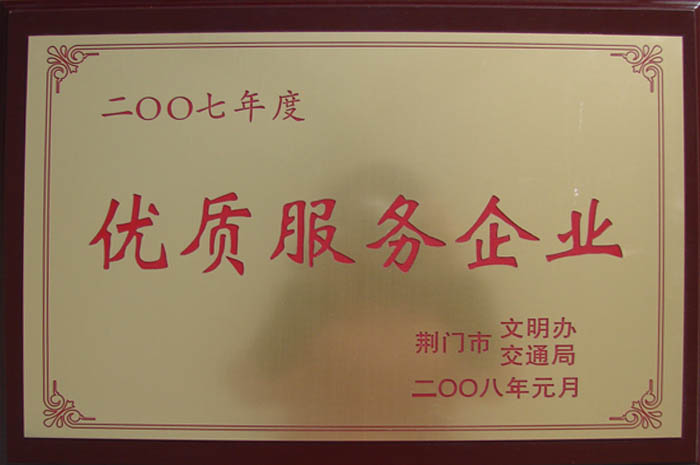 二〇〇七年度
优质服务企业
荆门市 文明办
交通局
二〇〇八年元月